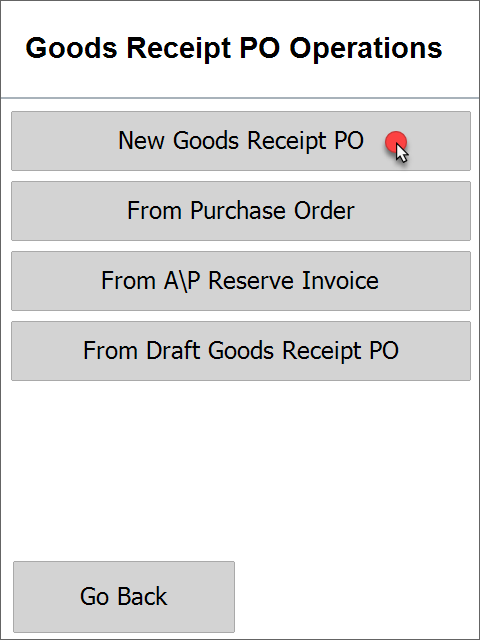 Goods Receipt PO Operations
New Goods Receipt PO
From Purchase Order
From A\P Reserve Invoice
From Draft Goods Receipt PO
Go Back